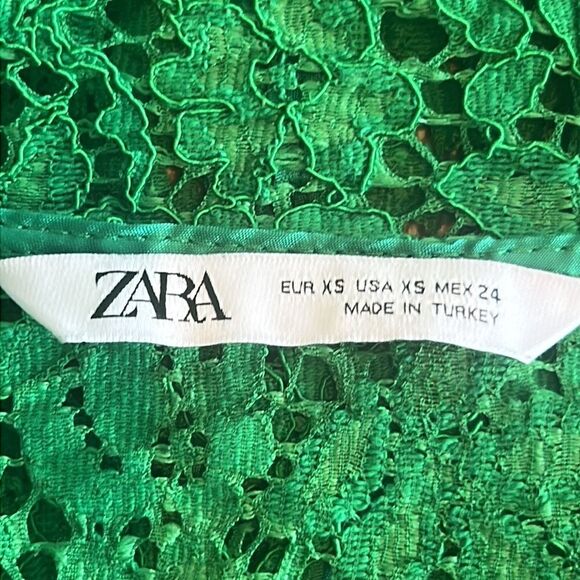 ZARA
EUR XS USA XS MEX 24
MADE IN TURKEY